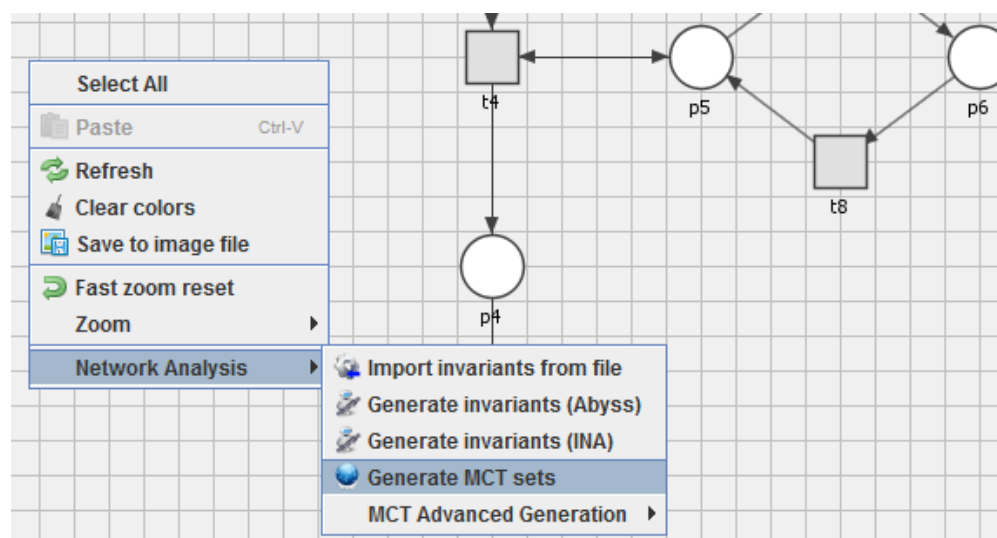 t4
p5
p6
t8
p4
Select All
Paste Ctrl-V
Refresh
Clear colors
Save to image file
Fast zoom reset
Zoom
Network Analysis
Import invariants from file
Generate invariants (Abyss)
Generate invariants (INA)
Generate MCT sets
MCT Advanced Generation